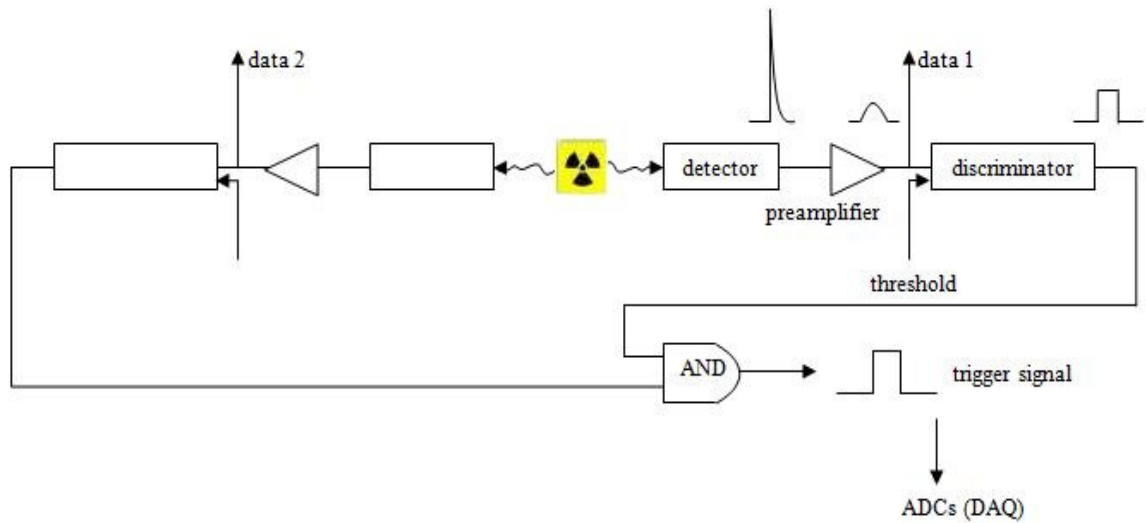 data 2
data 1
detector
discriminator
preamplifier
threshold
AND
trigger signal
ADCs (DAQ)